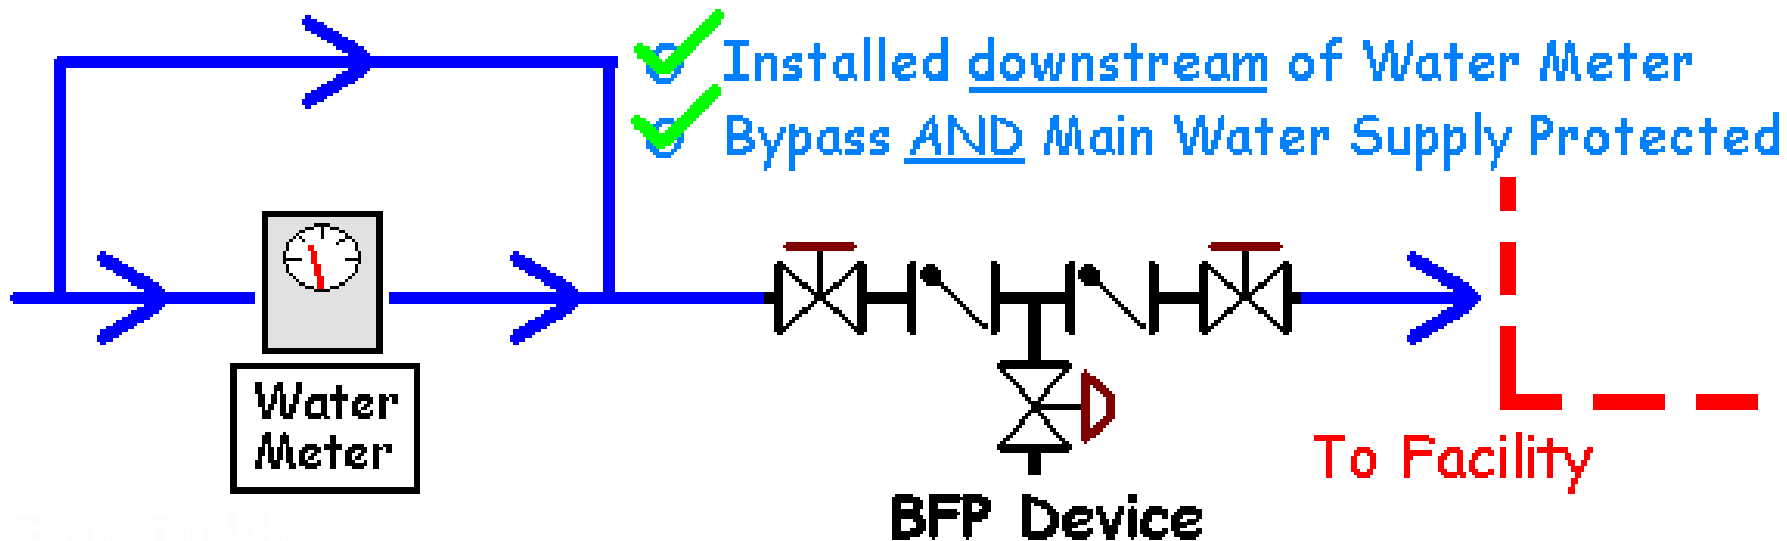 Installed downstream of Water Meter
Bypass AND Main Water Supply Protected
Water
Meter
To Facility
BFP Device